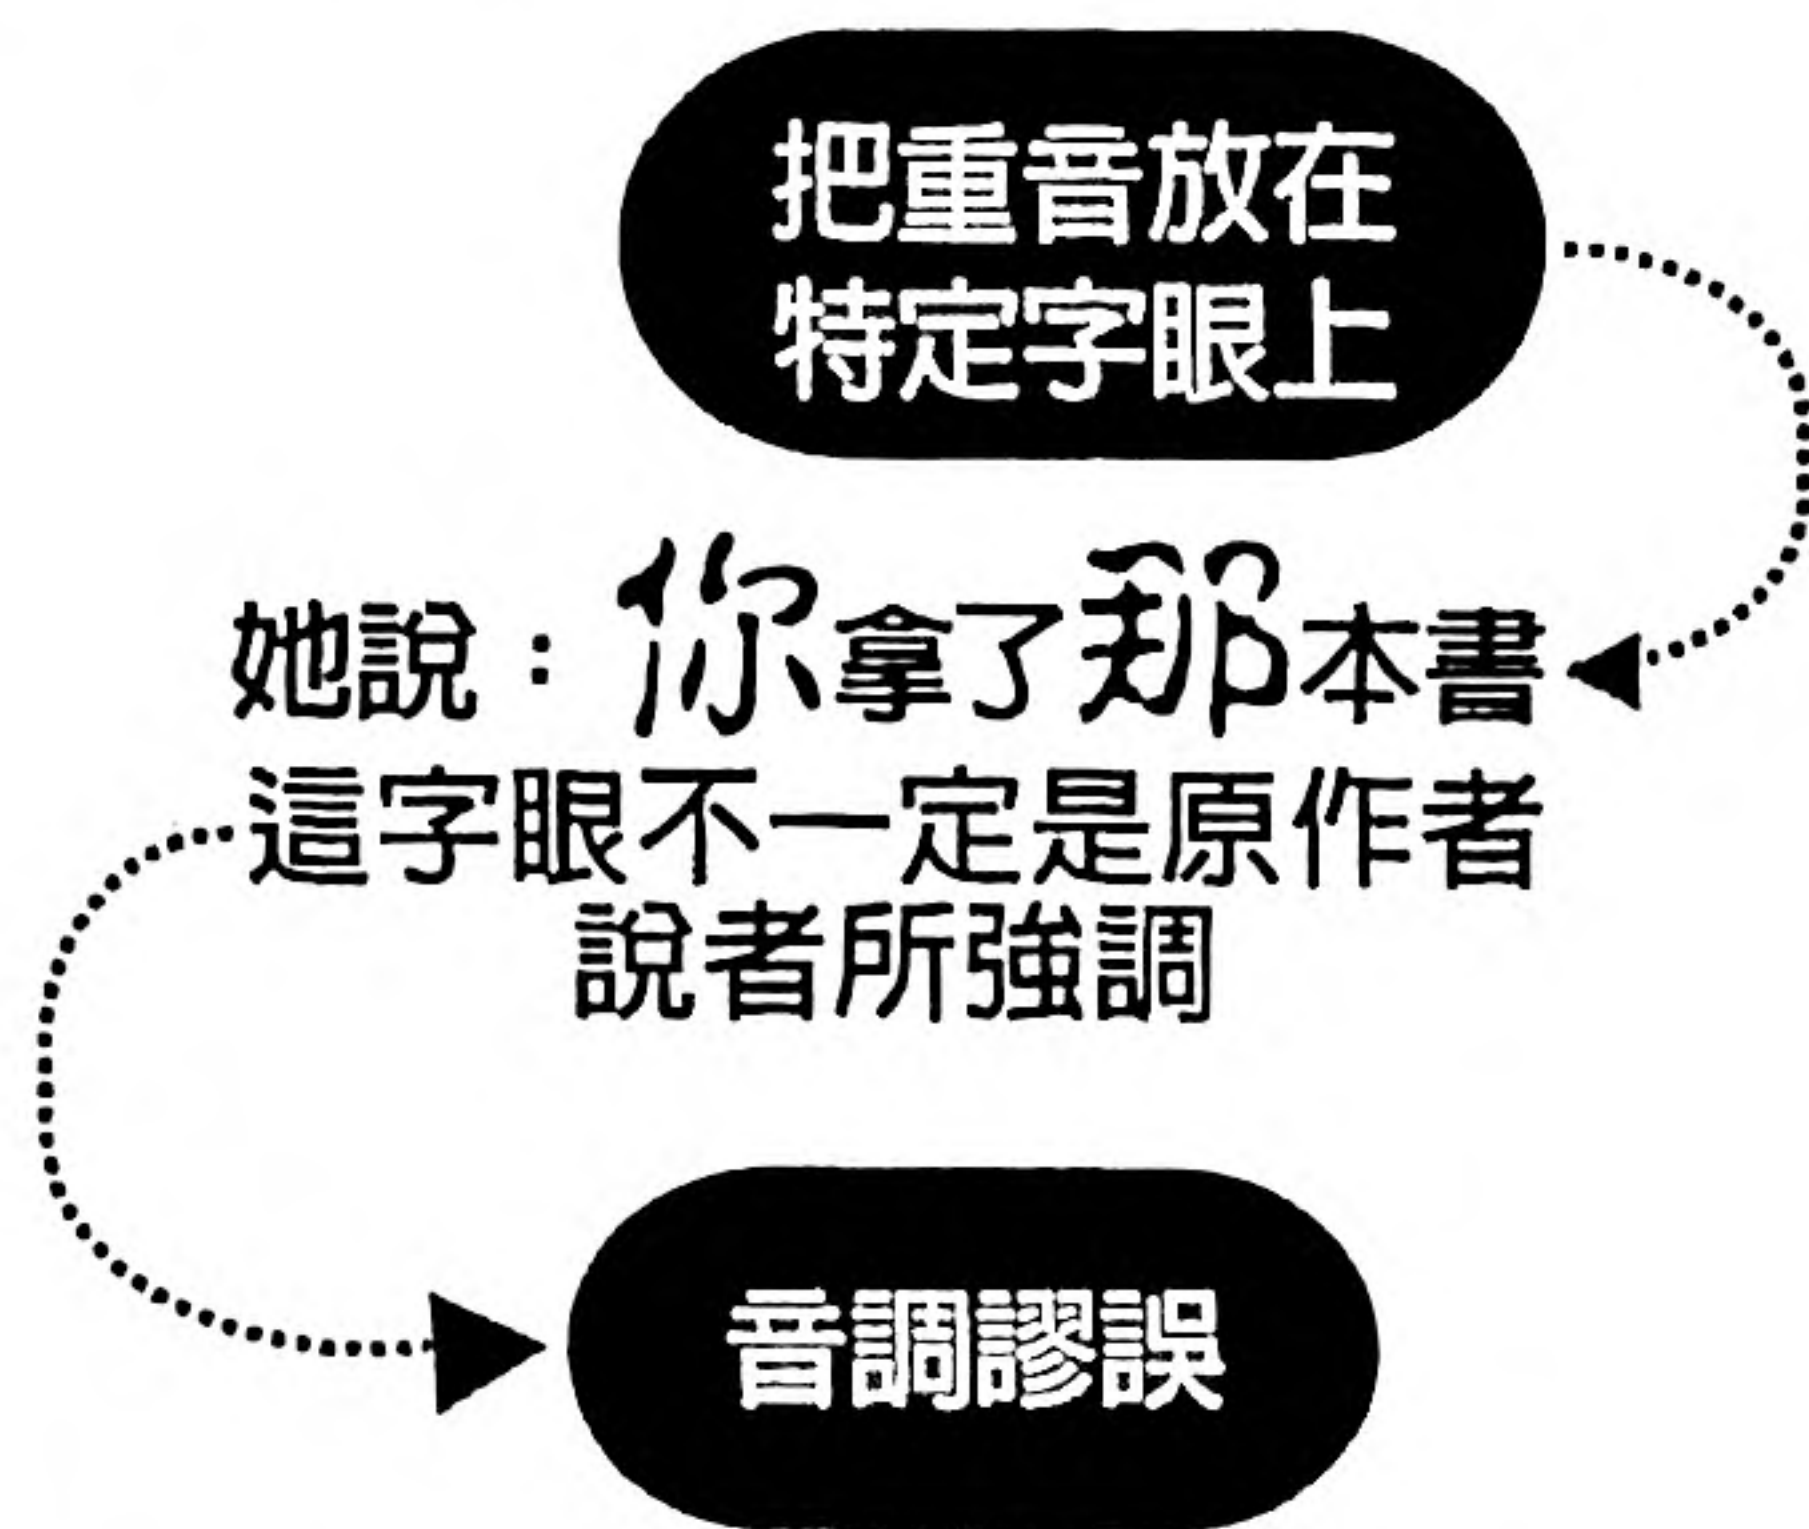 把重音放在
特定字眼上
她說：你拿了那本書
這字眼不一定是原作者
說者所強調
音調謬誤